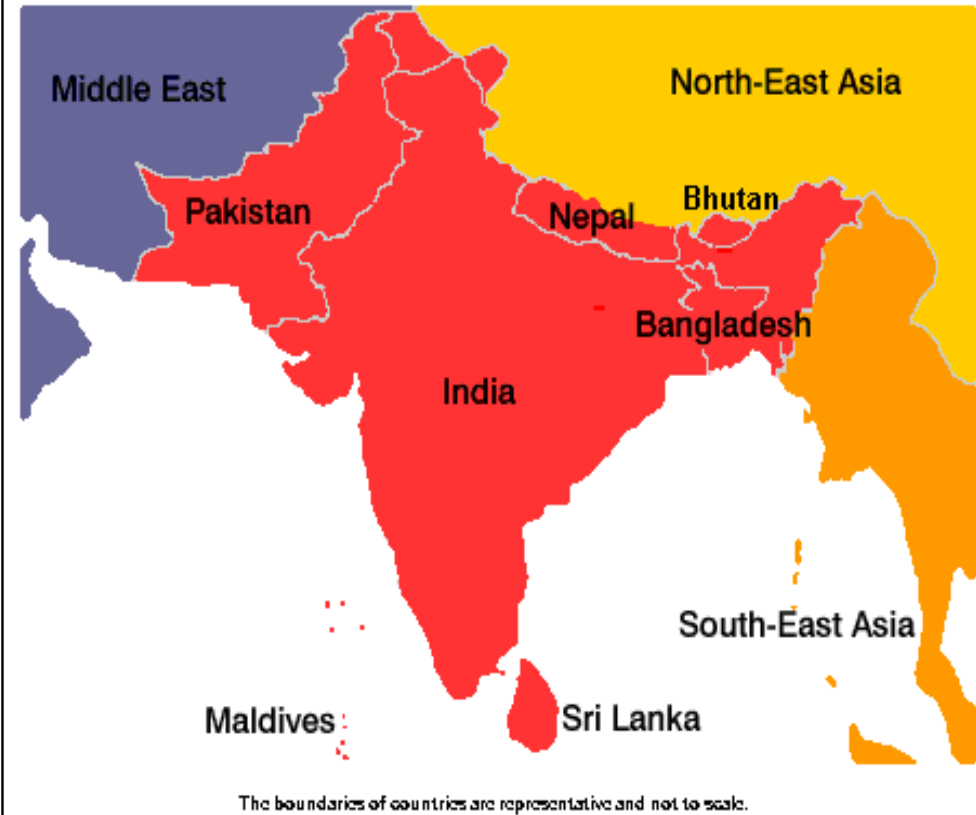 Middle East
North-East Asia
Bhutan
Pakistan
Nepal
Bangladesh
India
South-East Asia
Maldives
Sri Lanka
The boundaries of countries are representative and not to scale.